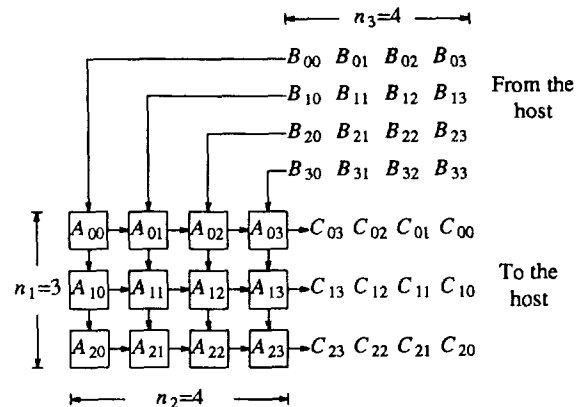 n₃=4
B₀₀ B₀₁ B₀₂ B₀₃
B₁₀ B₁₁ B₁₂ B₁₃
From the
host
B₂₀ B₂₁ B₂₂ B₂₃
B₃₀ B₃₁ B₃₂ B₃₃
A₀₀ A₀₁ A₀₂ A₀₃ C₀₃ C₀₂ C₀₁ C₀₀
n₁=3
A₁₀ A₁₁ A₁₂ A₁₃ C₁₃ C₁₂ C₁₁ C₁₀
To the
host
A₂₀ A₂₁ A₂₂ A₂₃ C₂₃ C₂₂ C₂₁ C₂₀
n₂=4